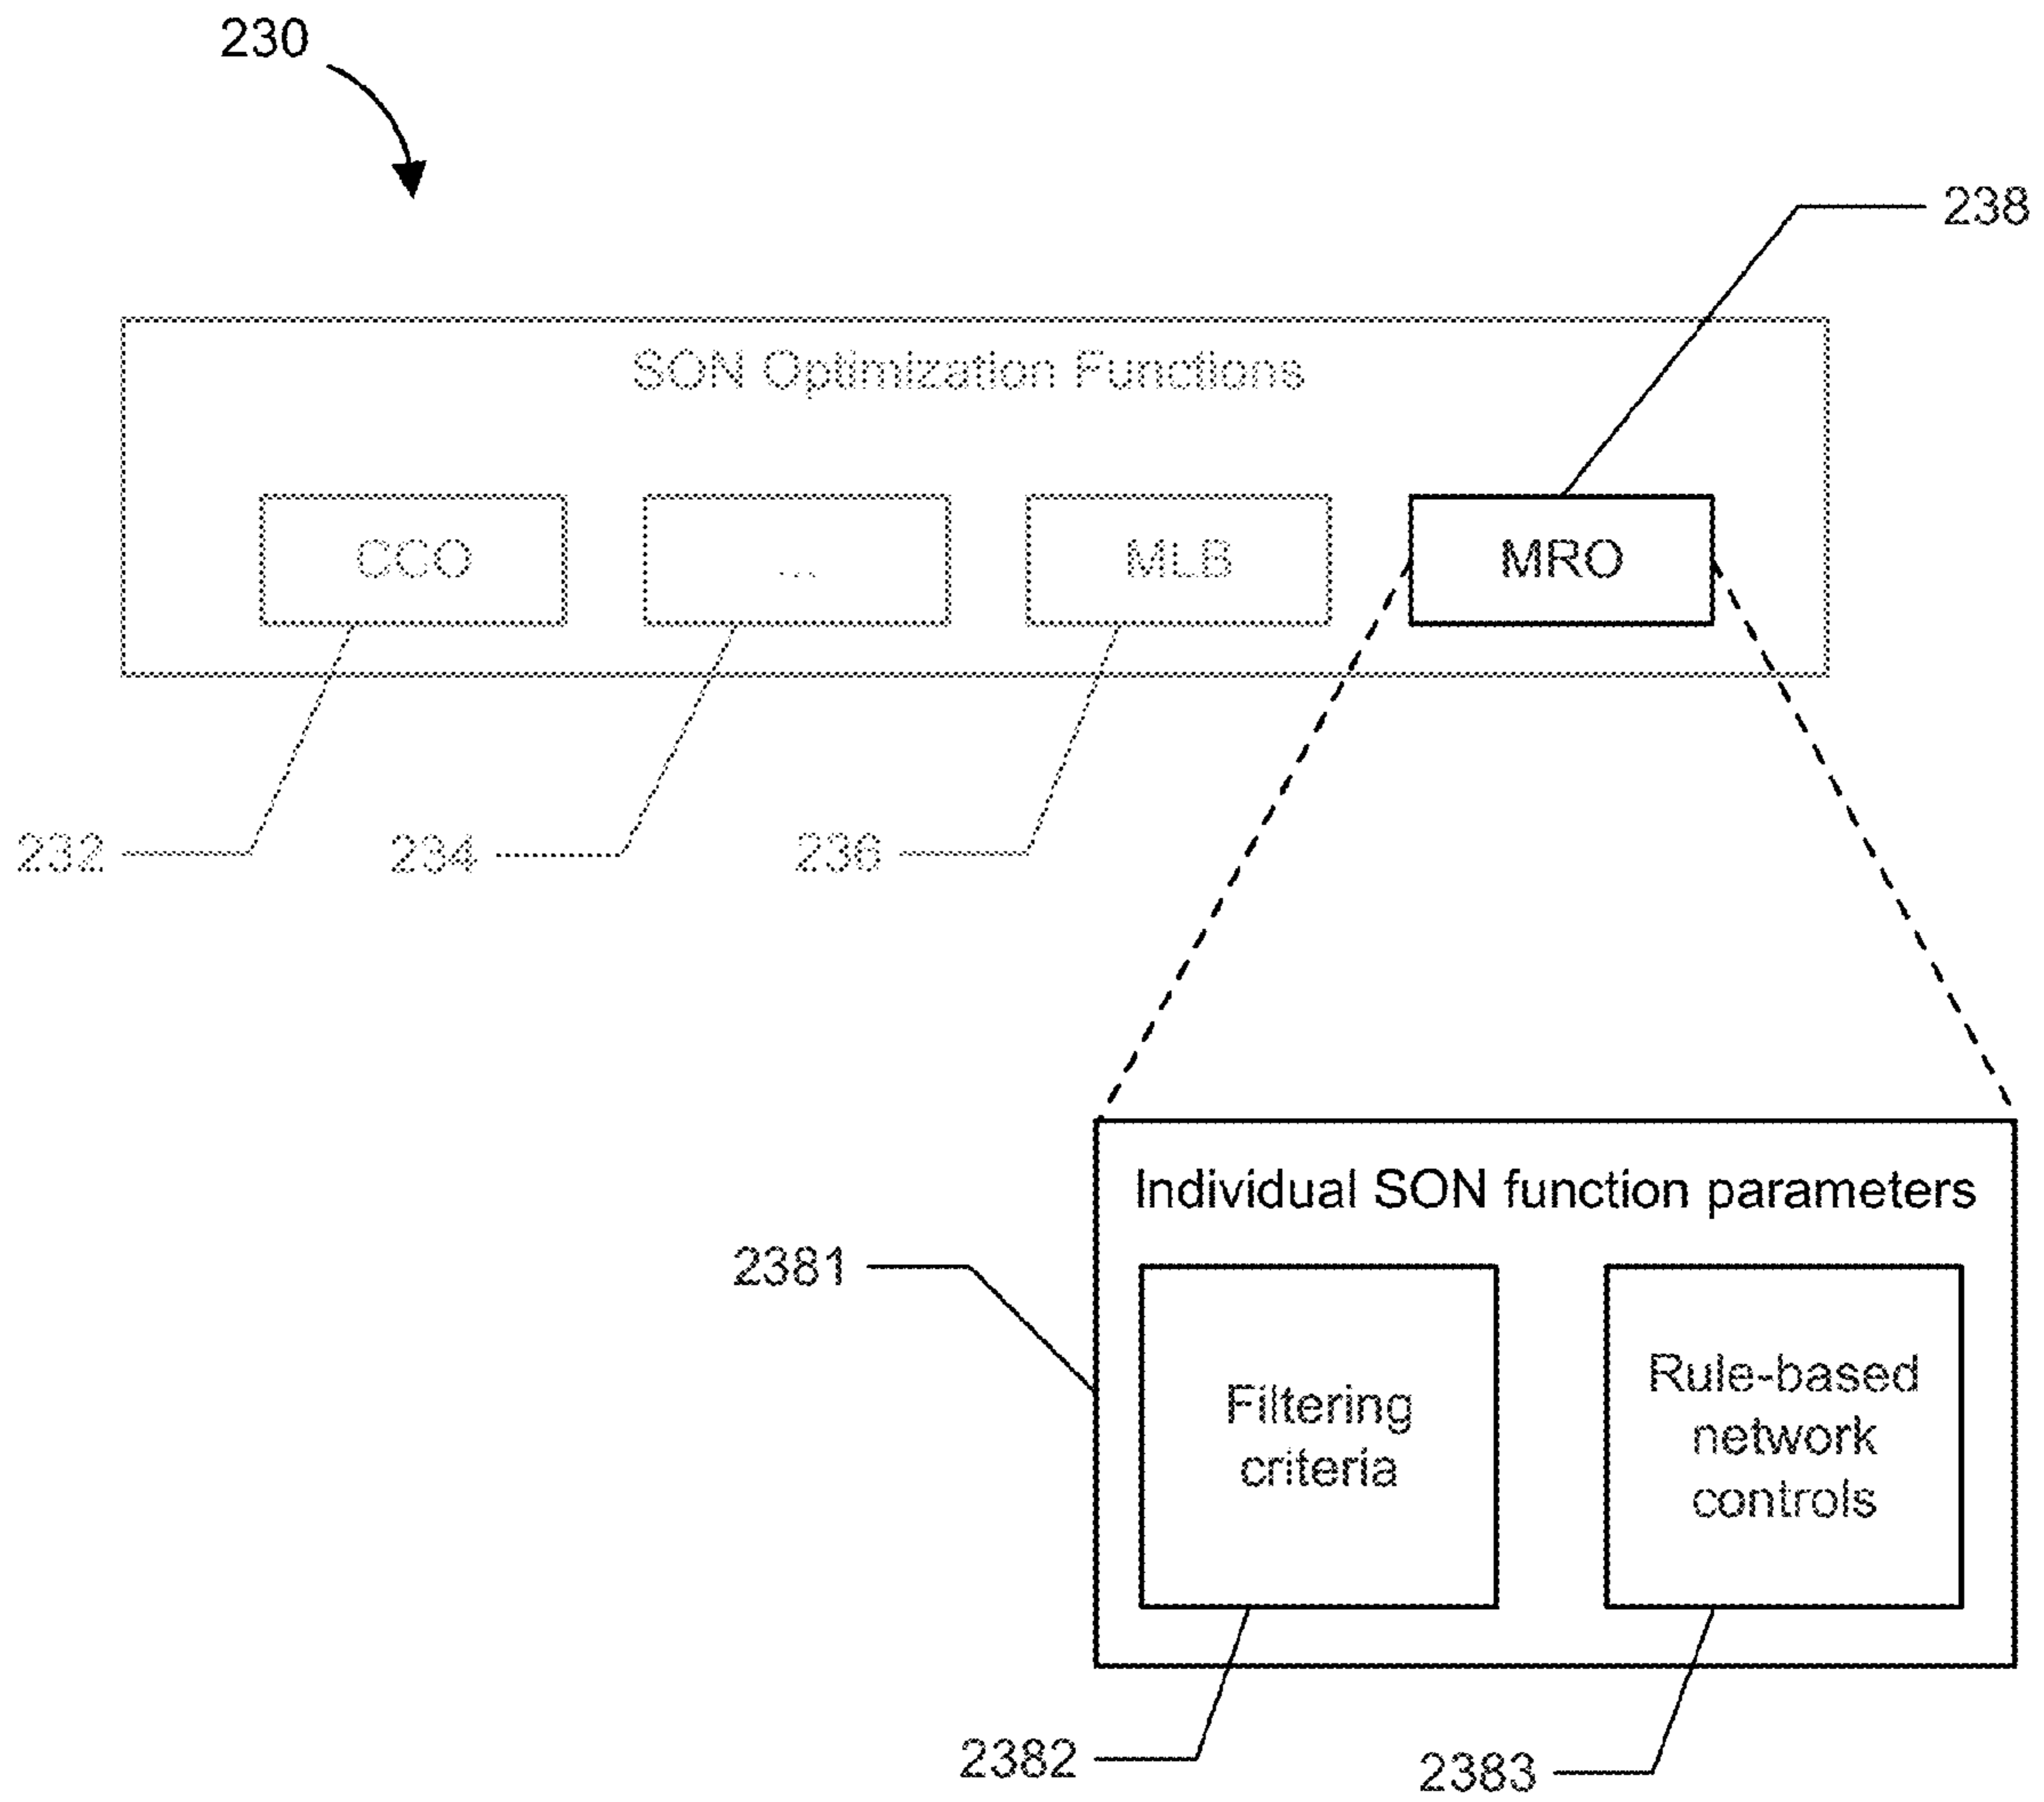 230
238
SON Optimization Functions
CCO
...
MLB
MRO
232
234
236
Individual SON function parameters
2381
Filtering
criteria
Rule-based
network
controls
2382
2383